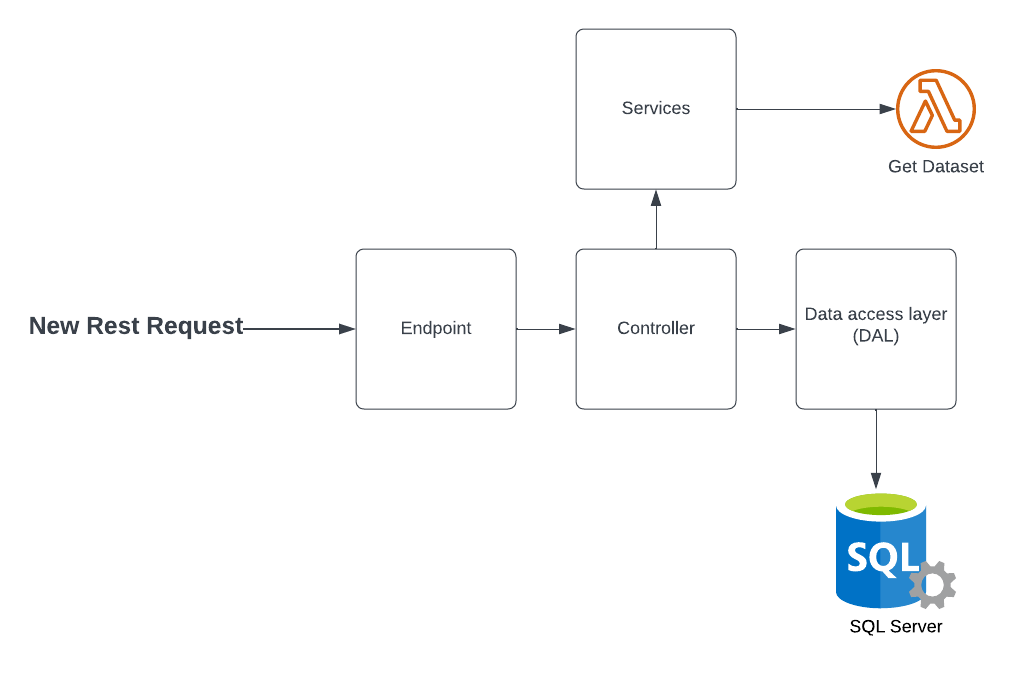 Services
Get Dataset
New Rest Request
Endpoint
Controller
Data access layer
(DAL)
SQL
SQL Server